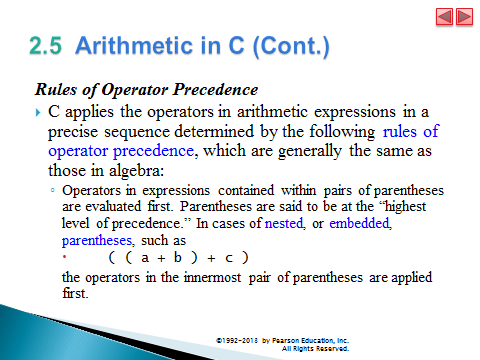 2.5 Arithmetic in C (Cont.)
Rules of Operator Precedence
C applies the operators in arithmetic expressions in a
precise sequence determined by the following rules of
operator precedence, which are generally the same as
those in algebra:
Operators in expressions contained within pairs of parentheses
are evaluated first. Parentheses are said to be at the “highest
level of precedence.” In cases of nested, or embedded,
parentheses, such as
( ( a + b ) + c )
the operators in the innermost pair of parentheses are applied
first.
©1992-2013 by Pearson Education, Inc.
All Rights Reserved.